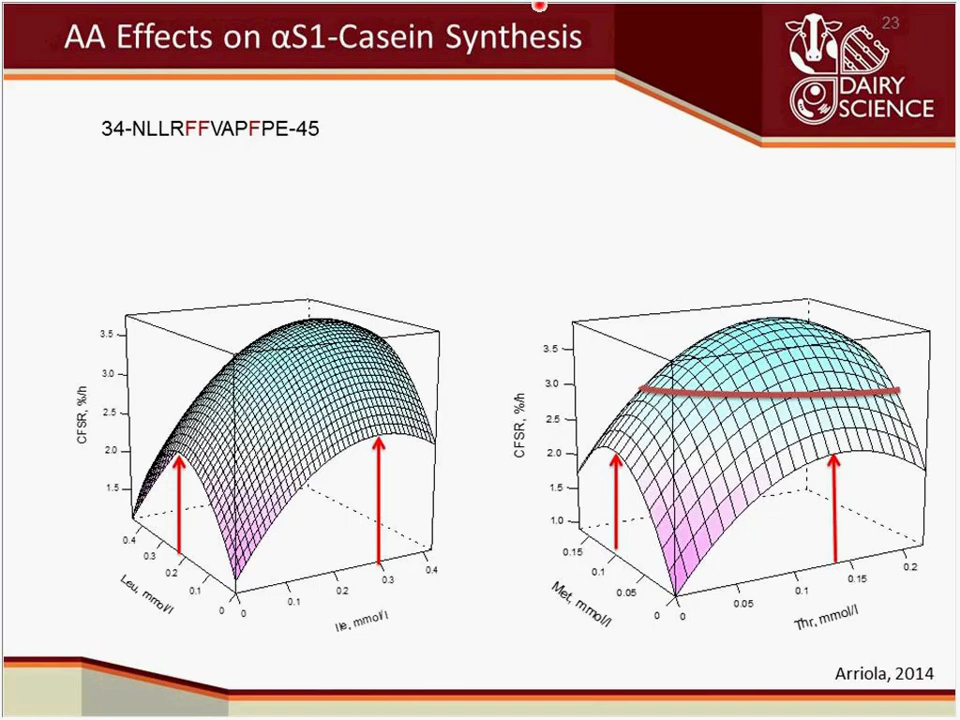 AA Effects on αS1-Casein Synthesis
23
DAIRY
SCIENCE
34-NLLRFFVAPFPE-45
CFSR, %/h
3.5
3.0
2.5
2.0
1.5
0.4
0.3
0.2
0.1
0
Leu, mmol/l
0
0.1
0.2
0.3
0.4
Ile, mmol/l
CFSR, %/h
3.5
3.0
2.5
2.0
1.5
1.0
0.15
0.1
0.05
0
Met, mmol/l
0
0.05
0.1
0.15
0.2
Thr, mmol/l
Arriola, 2014